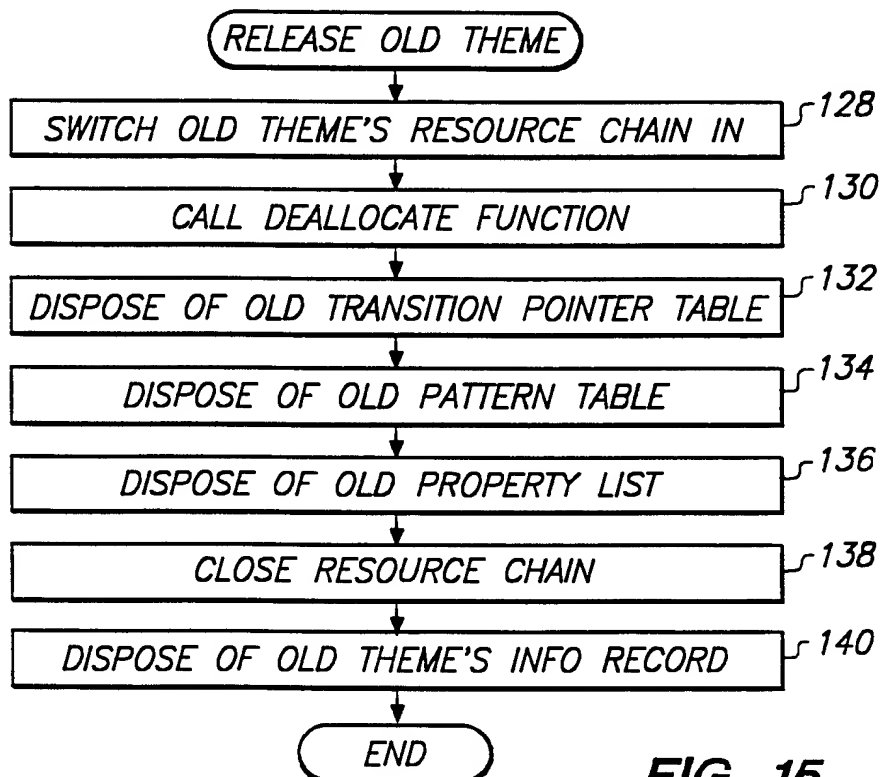 RELEASE OLD THEME
SWITCH OLD THEME'S RESOURCE CHAIN IN
128
CALL DEALLOCATE FUNCTION
130
DISPOSE OF OLD TRANSITION POINTER TABLE
132
DISPOSE OF OLD PATTERN TABLE
134
DISPOSE OF OLD PROPERTY LIST
136
CLOSE RESOURCE CHAIN
138
DISPOSE OF OLD THEME'S INFO RECORD
140
END
FIG. 15